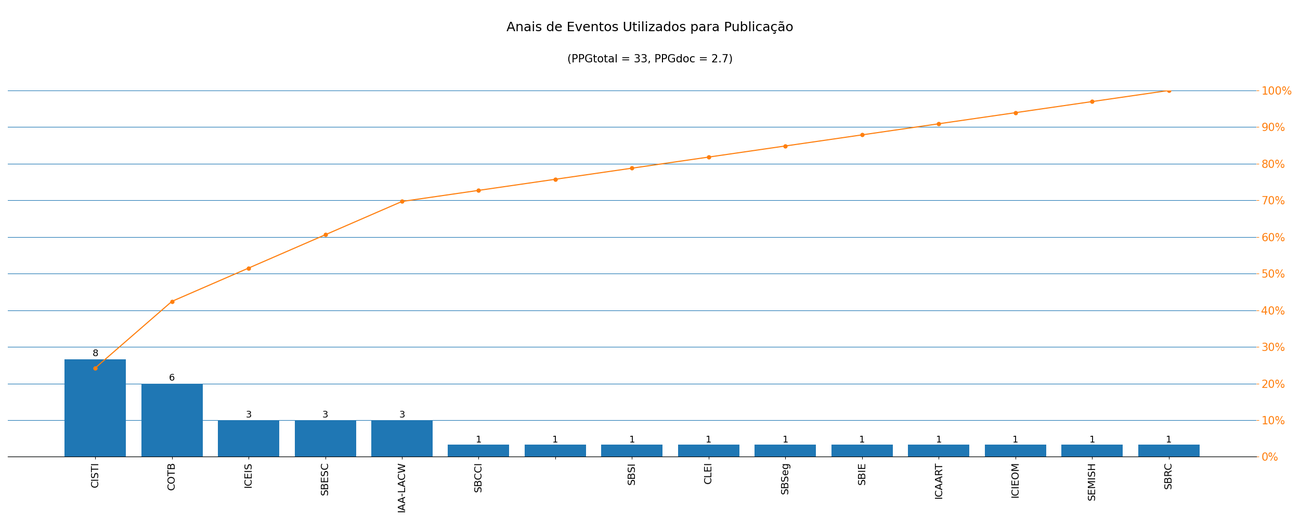 Anais de Eventos Utilizados para Publicação
(PPGtotal = 33, PPGdoc = 2.7)
100%
90%
80%
70%
60%
50%
40%
30%
20%
10%
0%
8
6
3
3
3
1
1
1
1
1
1
1
1
1
1
CISTI
COTB
ICEIS
SBESC
IAA-LACW
SBCCI
SBSI
CLEI
SBSeg
SBIE
ICAART
ICIEOM
SEMISH
SBRC